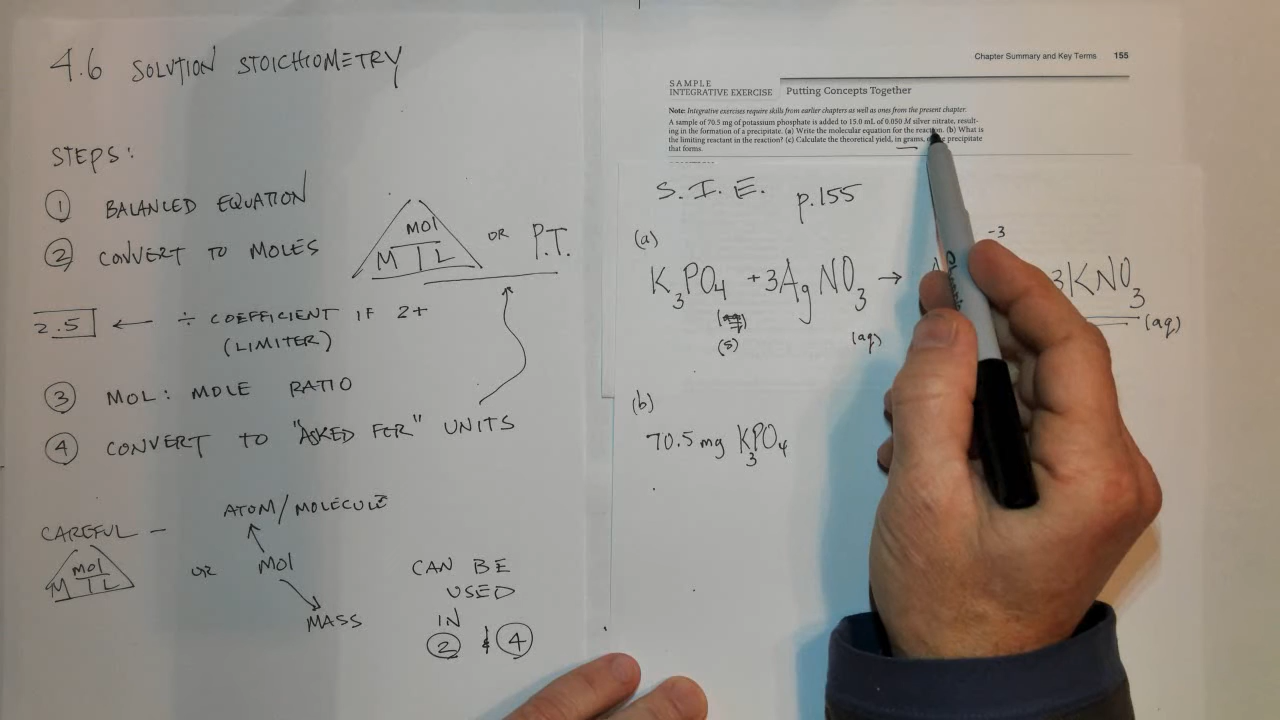 4.6 SOLUTION STOICHIOMETRY
STEPS:
① BALANCED EQUATION
② CONVERT TO MOLES
mol
M L
OR P.T.
2.5 ← ÷ COEFFICIENT IF 2+
(LIMITER)
③ MOL: MOLE RATIO
④ CONVERT TO "ASKED FOR" UNITS
CAREFUL -
mol
M L
OR
ATOM/MOLECULE
Mol
MASS
CAN BE
USED
IN
② & ④
Chapter Summary and Key Terms 155
SAMPLE
INTEGRATIVE EXERCISE Putting Concepts Together
Note: Integrative exercises require skills from earlier chapters as well as ones from the present chapter.
A sample of 70.5 mg of potassium phosphate is added to 15.0 mL of 0.050 M silver nitrate, result-
ing in the formation of a precipitate. (a) Write the molecular equation for the reaction. (b) What is
the limiting reactant in the reaction? (c) Calculate the theoretical yield, in grams, precipitate
that forms.
S.I.E. p.155
(a)
-3
K₃PO₄ + 3AgNO₃ → 3KNO₃
(s) (aq) (aq)
(b)
70.5 mg K₃PO₄